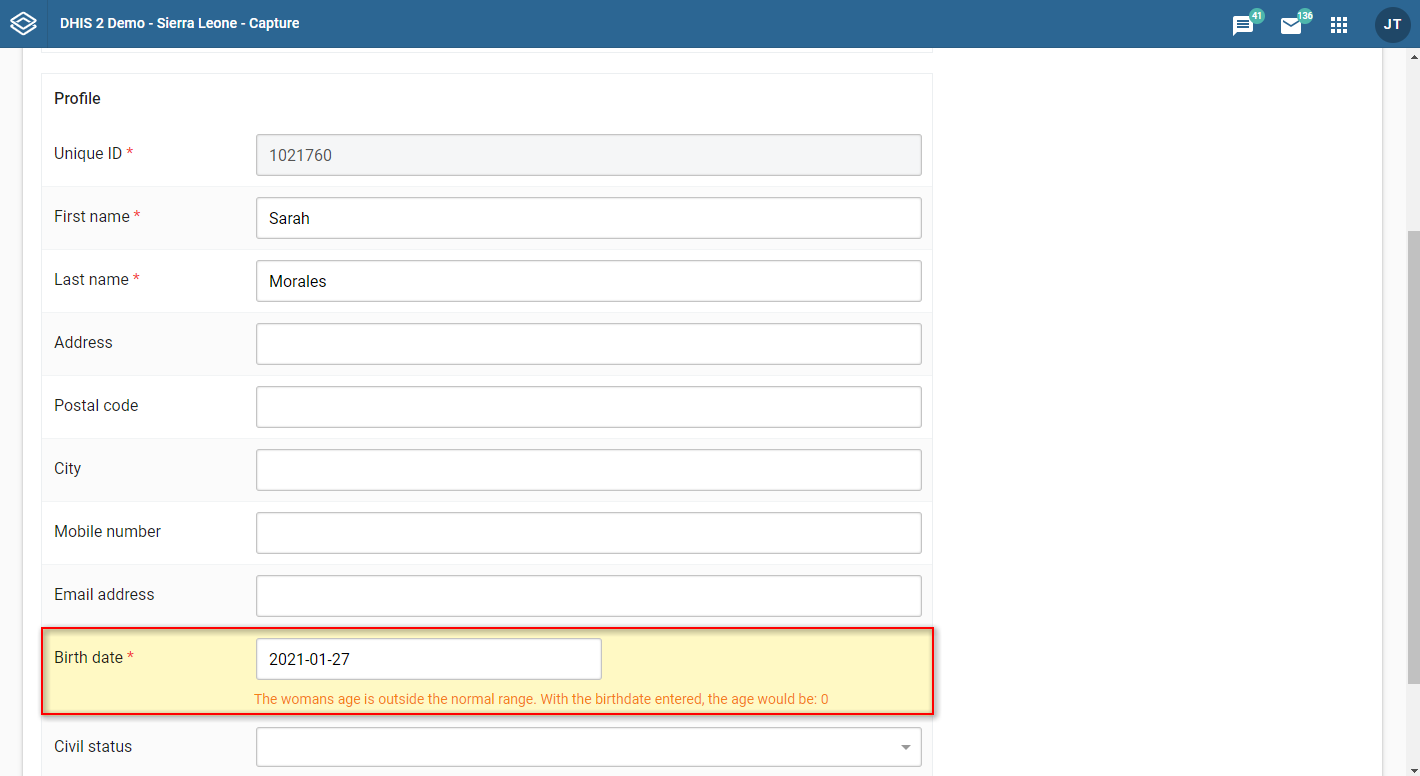 DHIS 2 Demo - Sierra Leone - Capture
41
136
JT
Profile
Unique ID *
1021760
First name *
Sarah
Last name *
Morales
Address
Postal code
City
Mobile number
Email address
Birth date *
2021-01-27
The womans age is outside the normal range. With the birthdate entered, the age would be: 0
Civil status